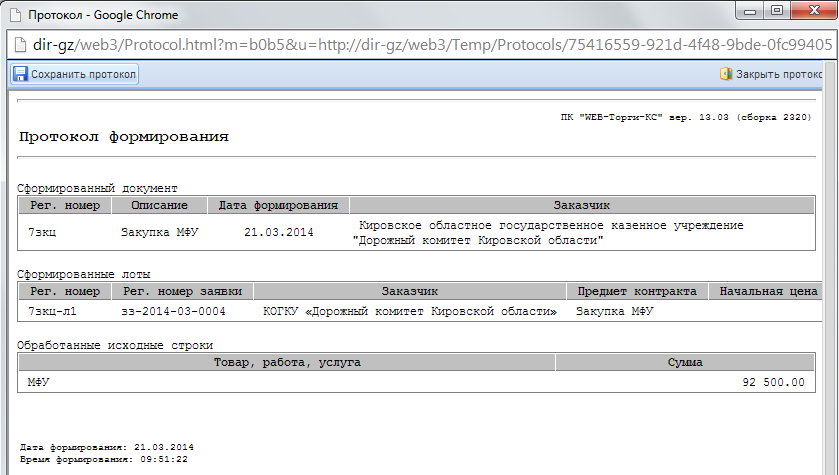 Протокол - Google Chrome
dir-gz/web3/Protocol.html?m=b0b5&u=http://dir-gz/web3/Temp/Protocols/75416559-921d-4f48-9bde-0fc99405
Сохранить протокол Закрыть протоко
ПК "WEB-Торги-КС" вер. 13.03 (сборка 2320)
Протокол формирования
Сформированный документ
Рег. номер Описание Дата формирования Заказчик
7зкц Закупка МФУ 21.03.2014 Кировское областное государственное казенное учреждение
"Дорожный комитет Кировской области"
Сформированные лоты
Рег. номер Рег. номер заявки Заказчик Предмет контракта Начальная цена
7зкц-л1 зз-2014-03-0004 КОГКУ «Дорожный комитет Кировской области» Закупка МФУ
Обработанные исходные строки
Товар, работа, услуга Сумма
МФУ 92 500.00
Дата формирования: 21.03.2014
Время формирования: 09:51:22